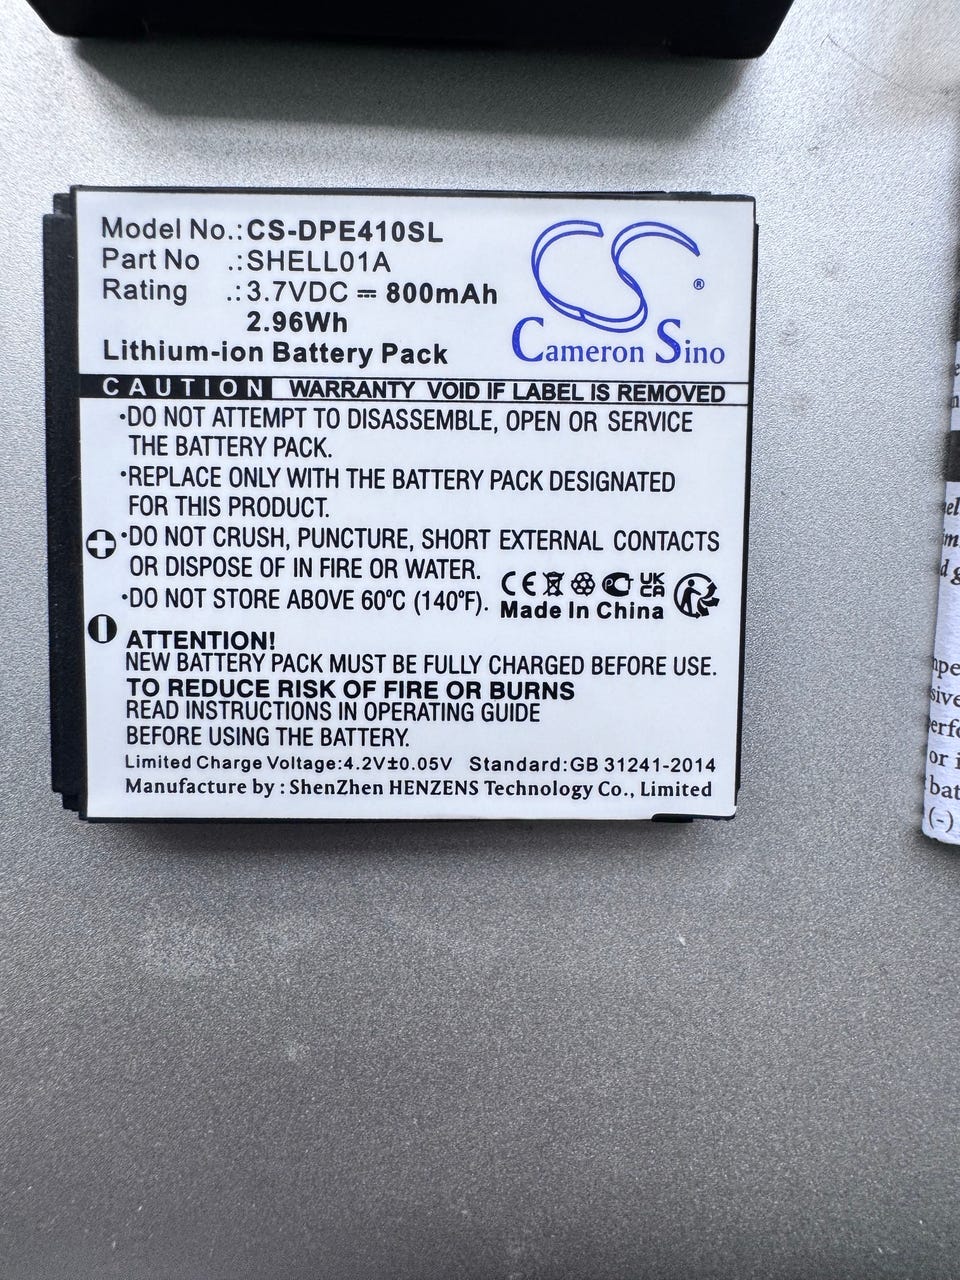 Model No.:CS-DPE410SL
Part No .:SHELL01A
Rating .:3.7VDC ⎓ 800mAh
2.96Wh
Lithium-ion Battery Pack
CS ®
Cameron Sino
CAUTION WARRANTY VOID IF LABEL IS REMOVED
•DO NOT ATTEMPT TO DISASSEMBLE, OPEN OR SERVICE
THE BATTERY PACK.
•REPLACE ONLY WITH THE BATTERY PACK DESIGNATED
FOR THIS PRODUCT.
•DO NOT CRUSH, PUNCTURE, SHORT EXTERNAL CONTACTS
OR DISPOSE OF IN FIRE OR WATER.
•DO NOT STORE ABOVE 60°C (140°F).
CE UK CA
Made In China
ATTENTION!
NEW BATTERY PACK MUST BE FULLY CHARGED BEFORE USE.
TO REDUCE RISK OF FIRE OR BURNS
READ INSTRUCTIONS IN OPERATING GUIDE
BEFORE USING THE BATTERY.
Limited Charge Voltage:4.2V±0.05V Standard:GB 31241-2014
Manufacture by : ShenZhen HENZENS Technology Co., Limited
or
bat
(-)